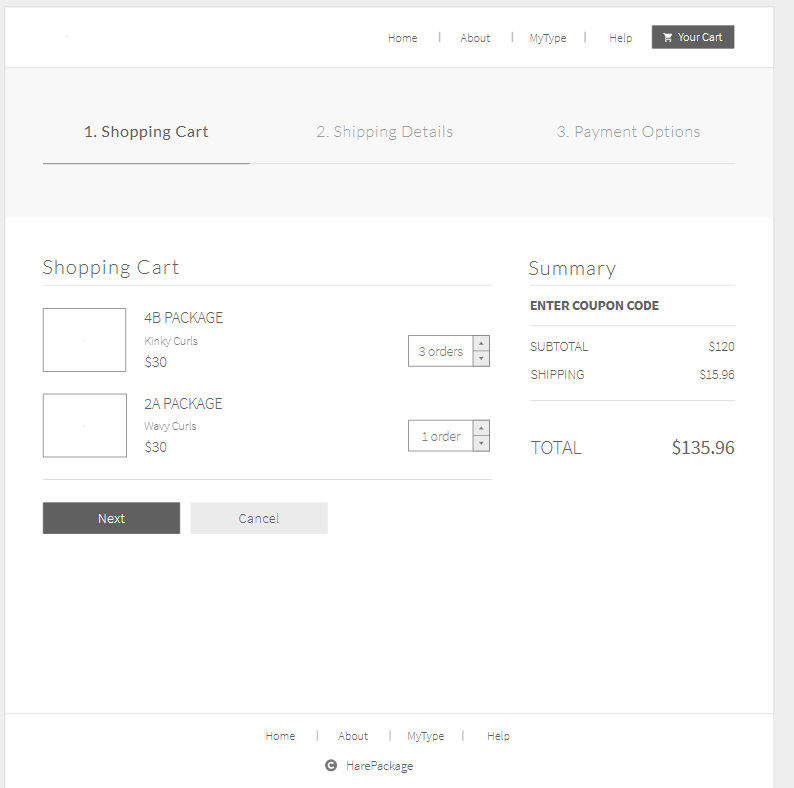 Home | About | MyType | Help Your Cart
1. Shopping Cart 2. Shipping Details 3. Payment Options
Shopping Cart
4B PACKAGE
Kinky Curls
$30
3 orders
2A PACKAGE
Wavy Curls
$30
1 order
Next Cancel
Summary
ENTER COUPON CODE
SUBTOTAL $120
SHIPPING $15.96
TOTAL $135.96
Home | About | MyType | Help
© HarePackage